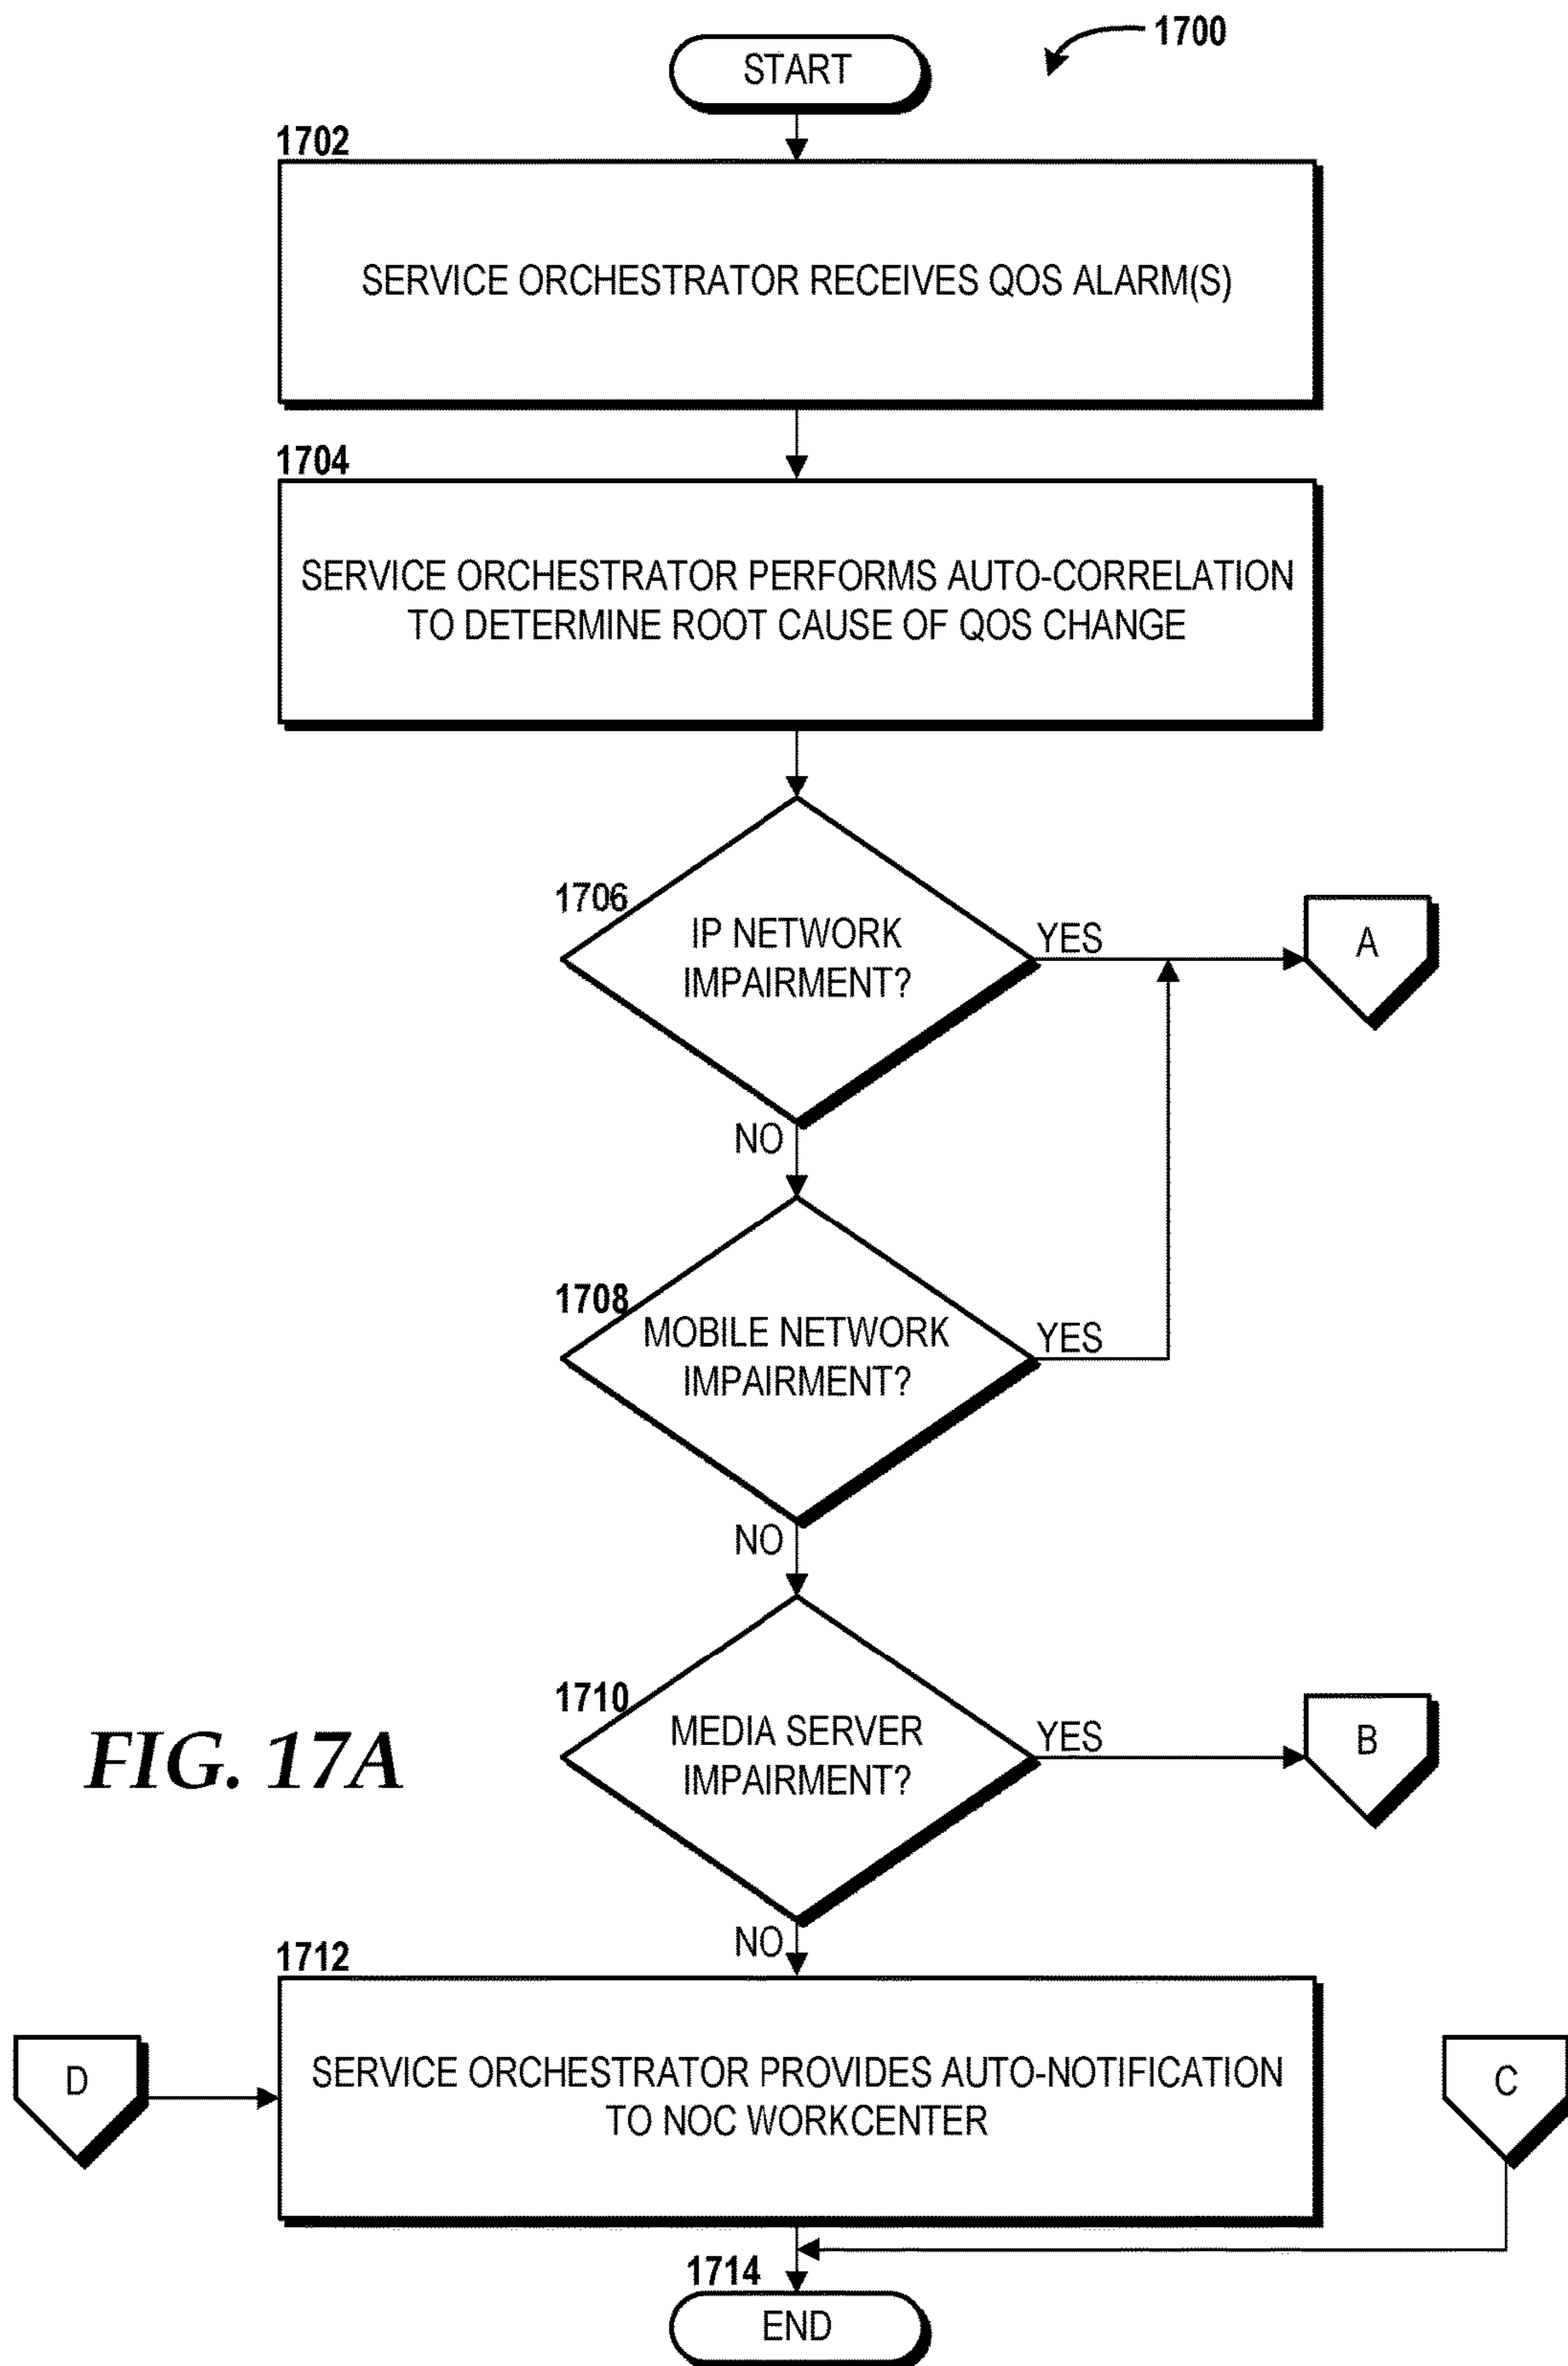 1700
START
1702
SERVICE ORCHESTRATOR RECEIVES QOS ALARM(S)
1704
SERVICE ORCHESTRATOR PERFORMS AUTO-CORRELATION
TO DETERMINE ROOT CAUSE OF QOS CHANGE
1706
IP NETWORK
IMPAIRMENT?
YES
A
NO
1708
MOBILE NETWORK
IMPAIRMENT?
YES
NO
1710
MEDIA SERVER
IMPAIRMENT?
YES
B
FIG. 17A
NO
1712
D
SERVICE ORCHESTRATOR PROVIDES AUTO-NOTIFICATION
TO NOC WORKCENTER
C
1714
END